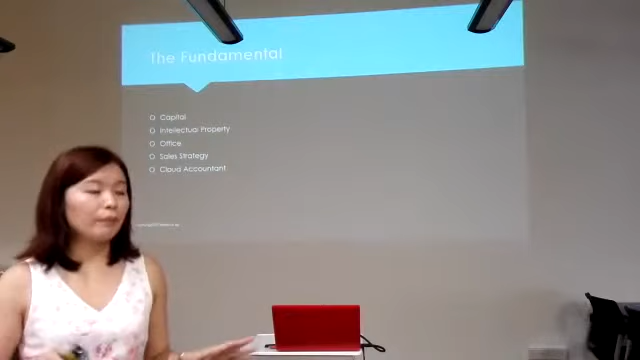 The Fundamental
Capital
Intellectual Property
Office
Sales Strategy
Cloud Accountant